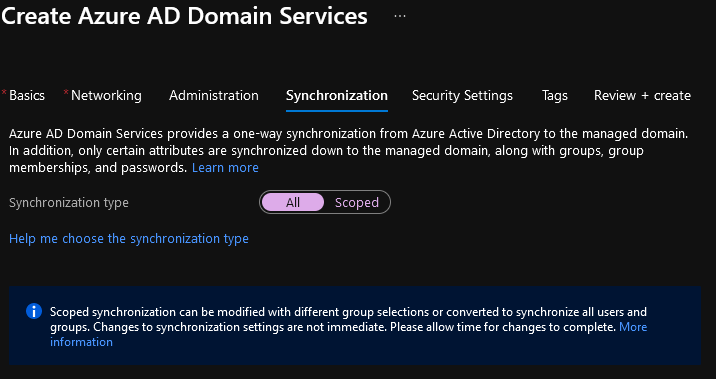 Create Azure AD Domain Services ...
* Basics * Networking Administration Synchronization Security Settings Tags Review + create
Azure AD Domain Services provides a one-way synchronization from Azure Active Directory to the managed domain.
In addition, only certain attributes are synchronized down to the managed domain, along with groups, group
memberships, and passwords. Learn more
Synchronization type All Scoped
Help me choose the synchronization type
Scoped synchronization can be modified with different group selections or converted to synchronize all users and
groups. Changes to synchronization settings are not immediate. Please allow time for changes to complete. More
information